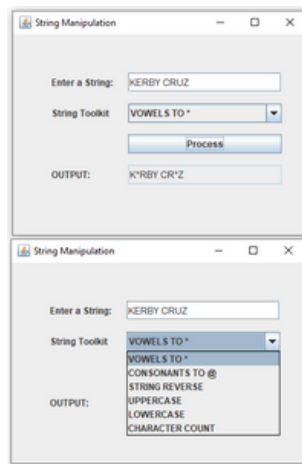 String Manipulation
Enter a String: KERBY CRUZ
String Toolkit VOWELS TO *
Process
OUTPUT: K*RBY CR*Z
String Manipulation
Enter a String: KERBY CRUZ
String Toolkit VOWELS TO *
VOWELS TO *
CONSONANTS TO @
STRING REVERSE
UPPERCASE
OUTPUT: LOWERCASE
CHARACTER COUNT